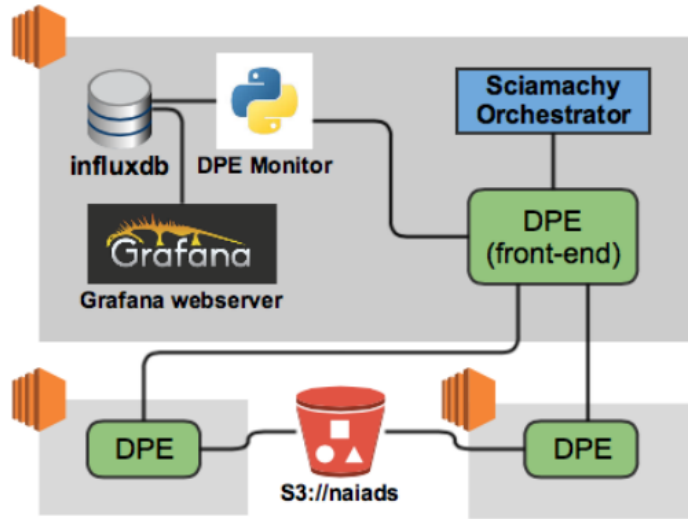 Sciamachy
Orchestrator
influxdb
DPE Monitor
DPE
(front-end)
Grafana
Grafana webserver
DPE
DPE
S3://naiads